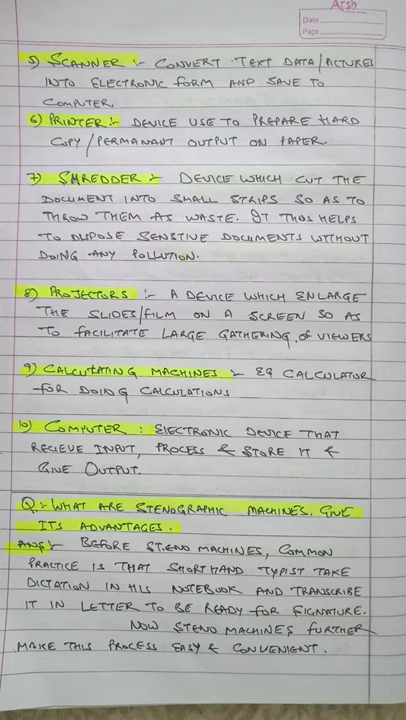 Arsh
Date
Page
5) SCANNER :- CONVERT TEXT DATA/PICTURES
INTO ELECTRONIC FORM AND SAVE TO
COMPUTER.
6) PRINTER :- DEVICE USE TO PREPARE HARD
COPY/PERMANANT OUTPUT ON PAPER.
7) SHREDDER :- DEVICE WHICH CUT THE
DOCUMENT INTO SMALL STRIPS SO AS TO
THROW THEM AS WASTE. IT THUS HELPS
TO DISPOSE SENSTIVE DOCUMENTS WITHOUT
DOING ANY POLLUTION.
8) PROJECTORS :- A DEVICE WHICH ENLARGE
THE SLIDES/FILM ON A SCREEN SO AS
TO FACILITATE LARGE GATHERING OF VIEWERS
9) CALCULATING MACHINES :- EG CALCULATOR
FOR DOING CALCULATIONS
10) COMPUTER : ELECTRONIC DEVICE THAT
RECIEVE INPUT, PROCESS & STORE IT &
GIVE OUTPUT.
Q:- WHAT ARE STENOGRAPHIC MACHINES. GIVE
ITS ADVANTAGES.
ANS:- BEFORE STENO MACHINES, COMMON
PRACTICE IS THAT SHORTHAND TYPIST TAKE
DICTATION IN HIS NOTEBOOK AND TRANSCRIBE
IT IN LETTER TO BE READY FOR SIGNATURE.
NOW STENO MACHINES FURTHER
MAKE THIS PROCESS EASY & CONVENIENT.